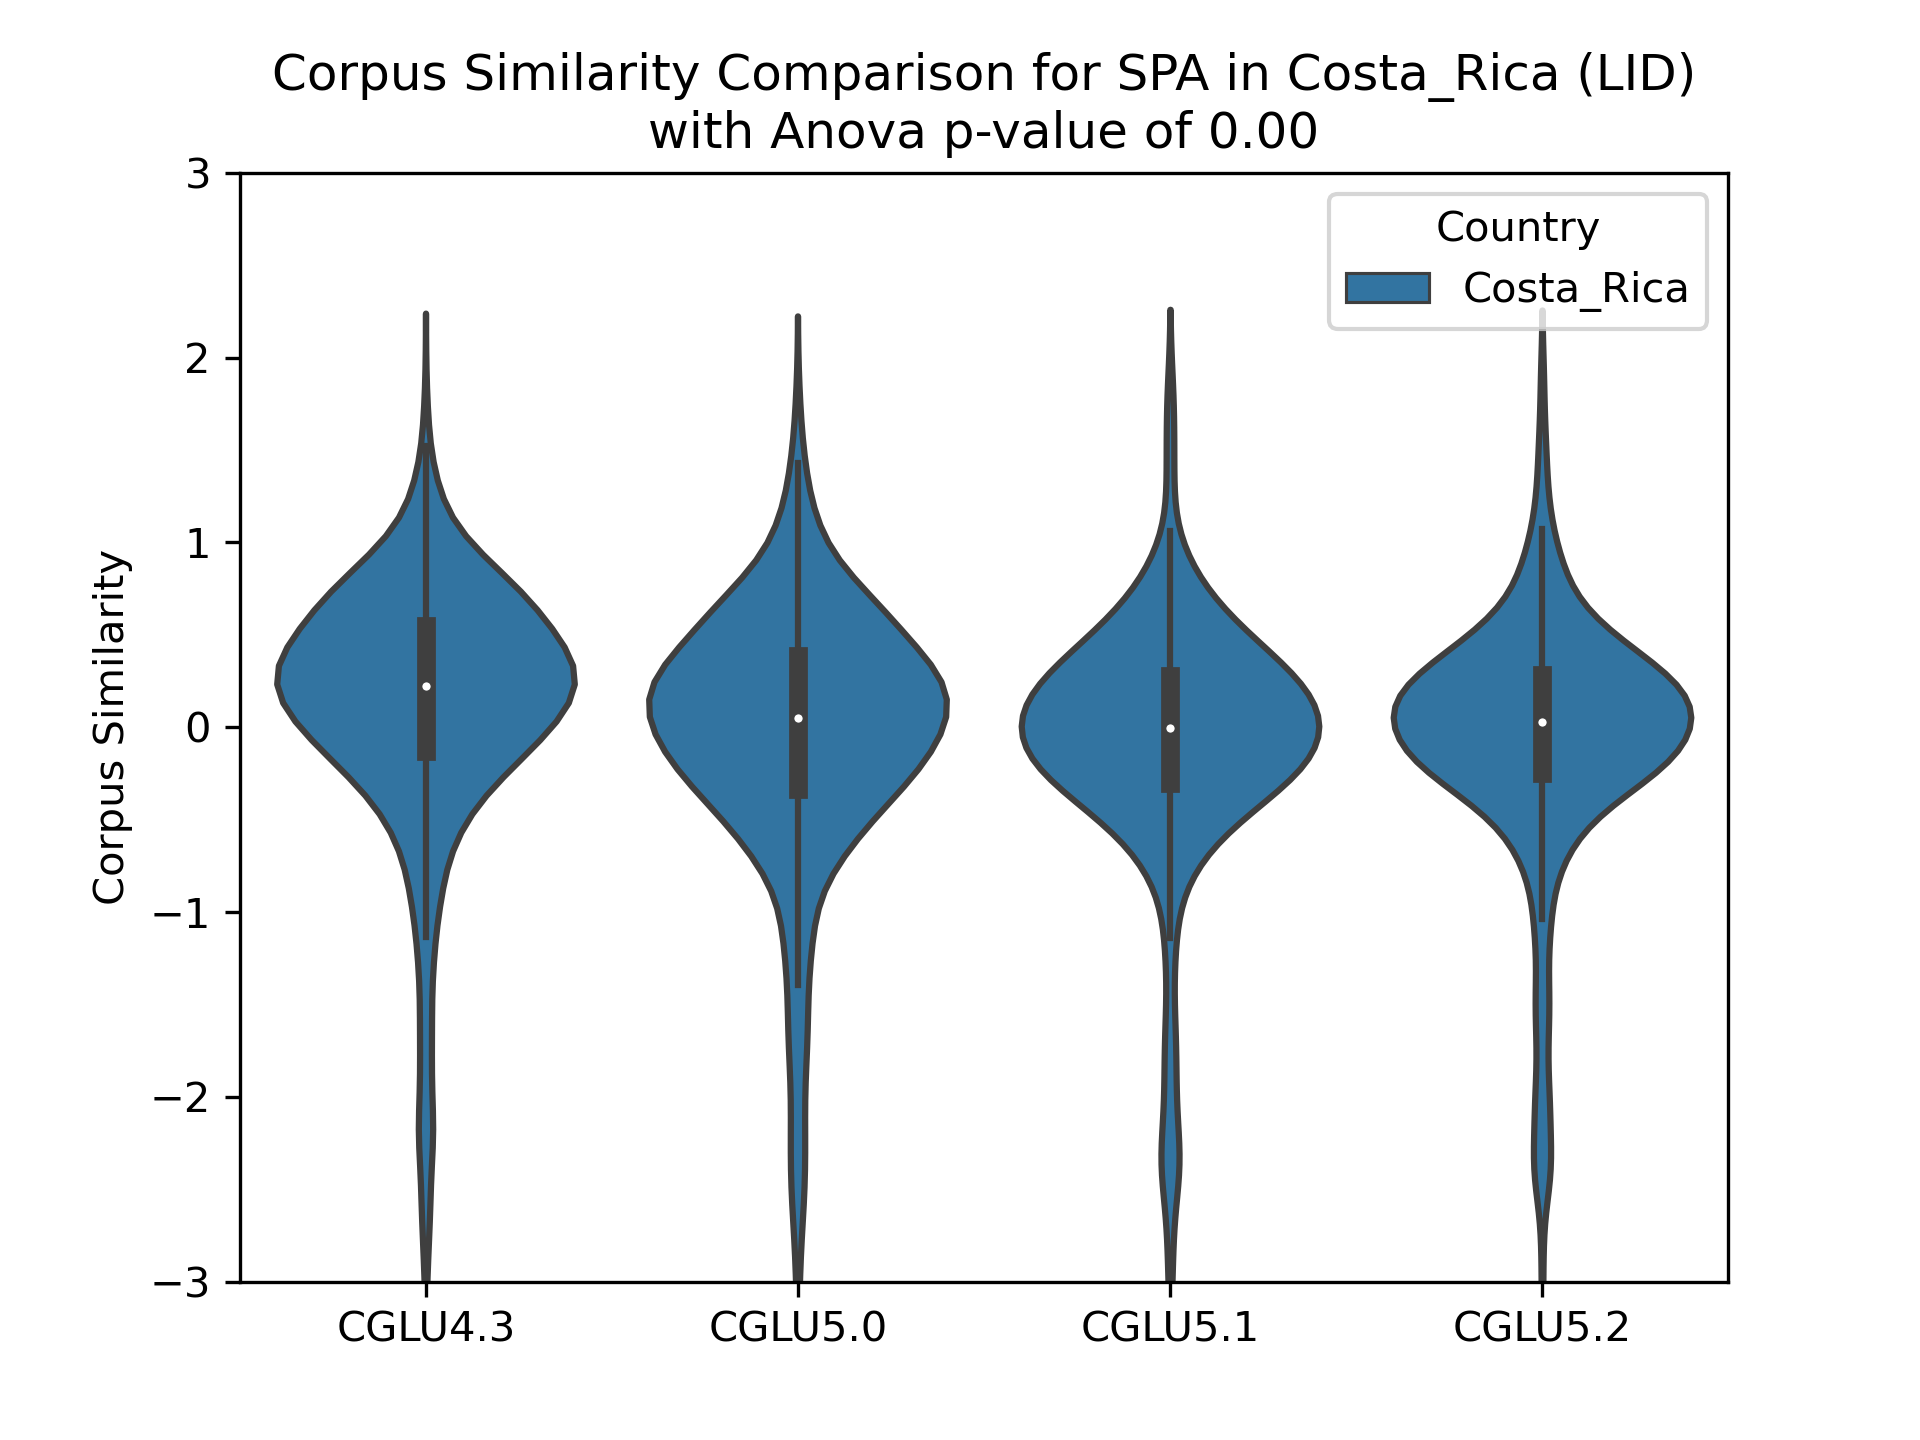 Corpus Similarity Comparison for SPA in Costa_Rica (LID)
with Anova p-value of 0.00
Country
Costa_Rica
Corpus Similarity
3
2
1
0
−1
−2
−3
CGLU4.3
CGLU5.0
CGLU5.1
CGLU5.2